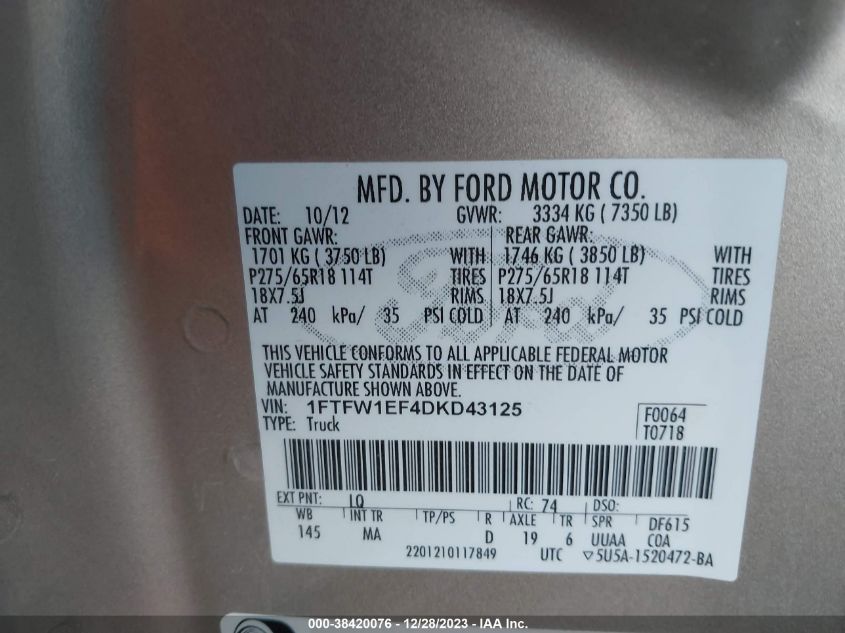 MFD. BY FORD MOTOR CO.
DATE: 10/12 GVWR: 3334 KG ( 7350 LB)
FRONT GAWR: REAR GAWR:
1701 KG ( 3750 LB) WITH 1746 KG ( 3850 LB) WITH
P275/65R18 114T TIRES P275/65R18 114T TIRES
18X7.5J RIMS 18X7.5J RIMS
AT 240 kPa/ 35 PSI COLD AT 240 kPa/ 35 PSI COLD
Ford
THIS VEHICLE CONFORMS TO ALL APPLICABLE FEDERAL MOTOR
VEHICLE SAFETY STANDARDS IN EFFECT ON THE DATE OF
MANUFACTURE SHOWN ABOVE.
VIN: 1FTFW1EF4DKD43125 F0064
TYPE: Truck T0718
EXT PNT: LQ RC: 74 DSO:
WB INT TR TP/PS R AXLE TR SPR DF615
145 MA D 19 6 UUAA COA
2201210117849 UTC ▽5U5A-1520472-BA
000-38420076 - 12/28/2023 - IAA Inc.